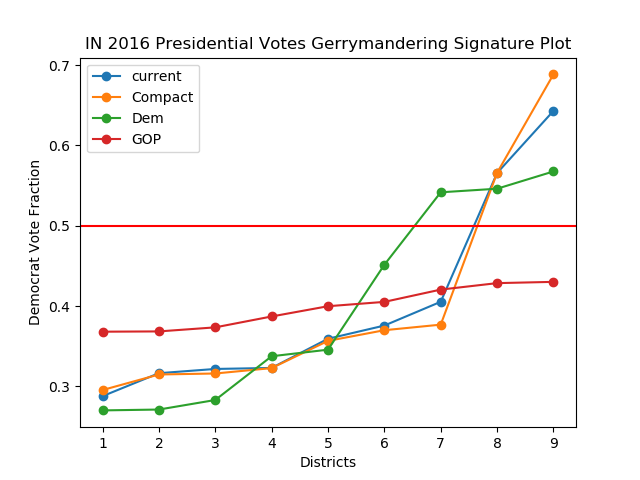 IN 2016 Presidential Votes Gerrymandering Signature Plot
current
Compact
Dem
GOP
Democrat Vote Fraction
0.7
0.6
0.5
0.4
0.3
1 2 3 4 5 6 7 8 9
Districts